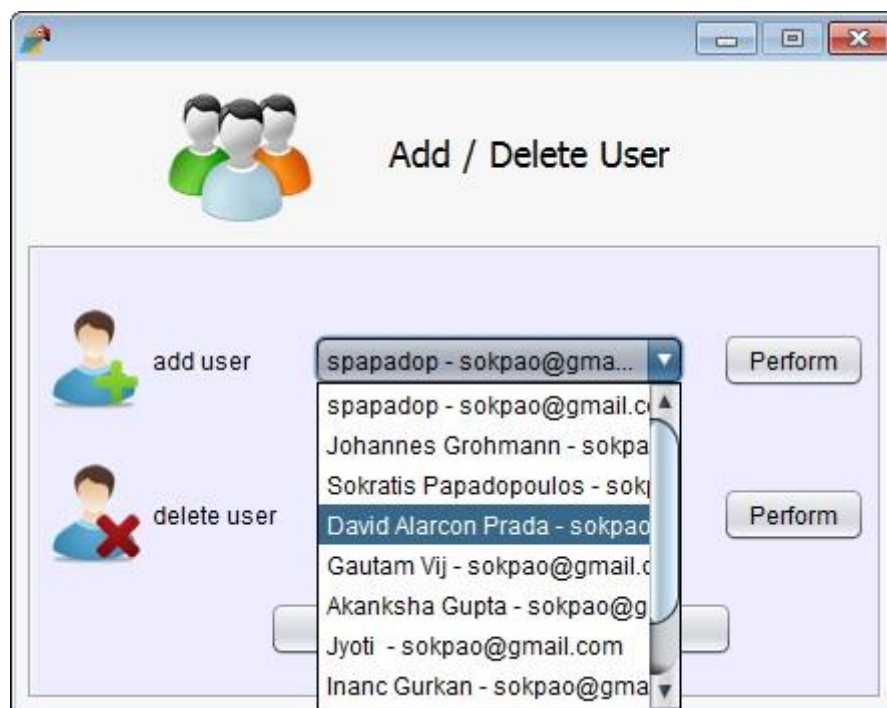 Add / Delete User
add user
spapadop - sokpao@gma...
Perform
spapadop - sokpao@gmail.co
Johannes Grohmann - sokpa
Sokratis Papadopoulos - sok
delete user
David Alarcon Prada - sokpao
Perform
Gautam Vij - sokpao@gmail.c
Akanksha Gupta - sokpao@g
Jyoti - sokpao@gmail.com
Inanc Gurkan - sokpao@gma